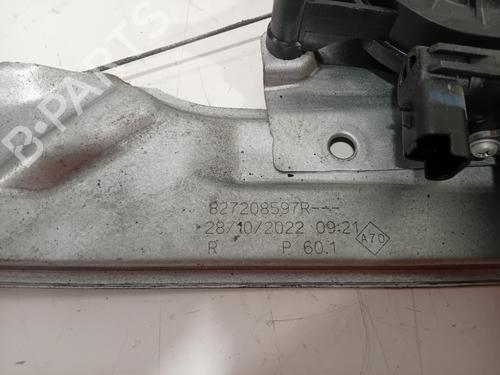 B-PARTS
827208597R---
28/10/2022 09:21
R P 60.1
A70